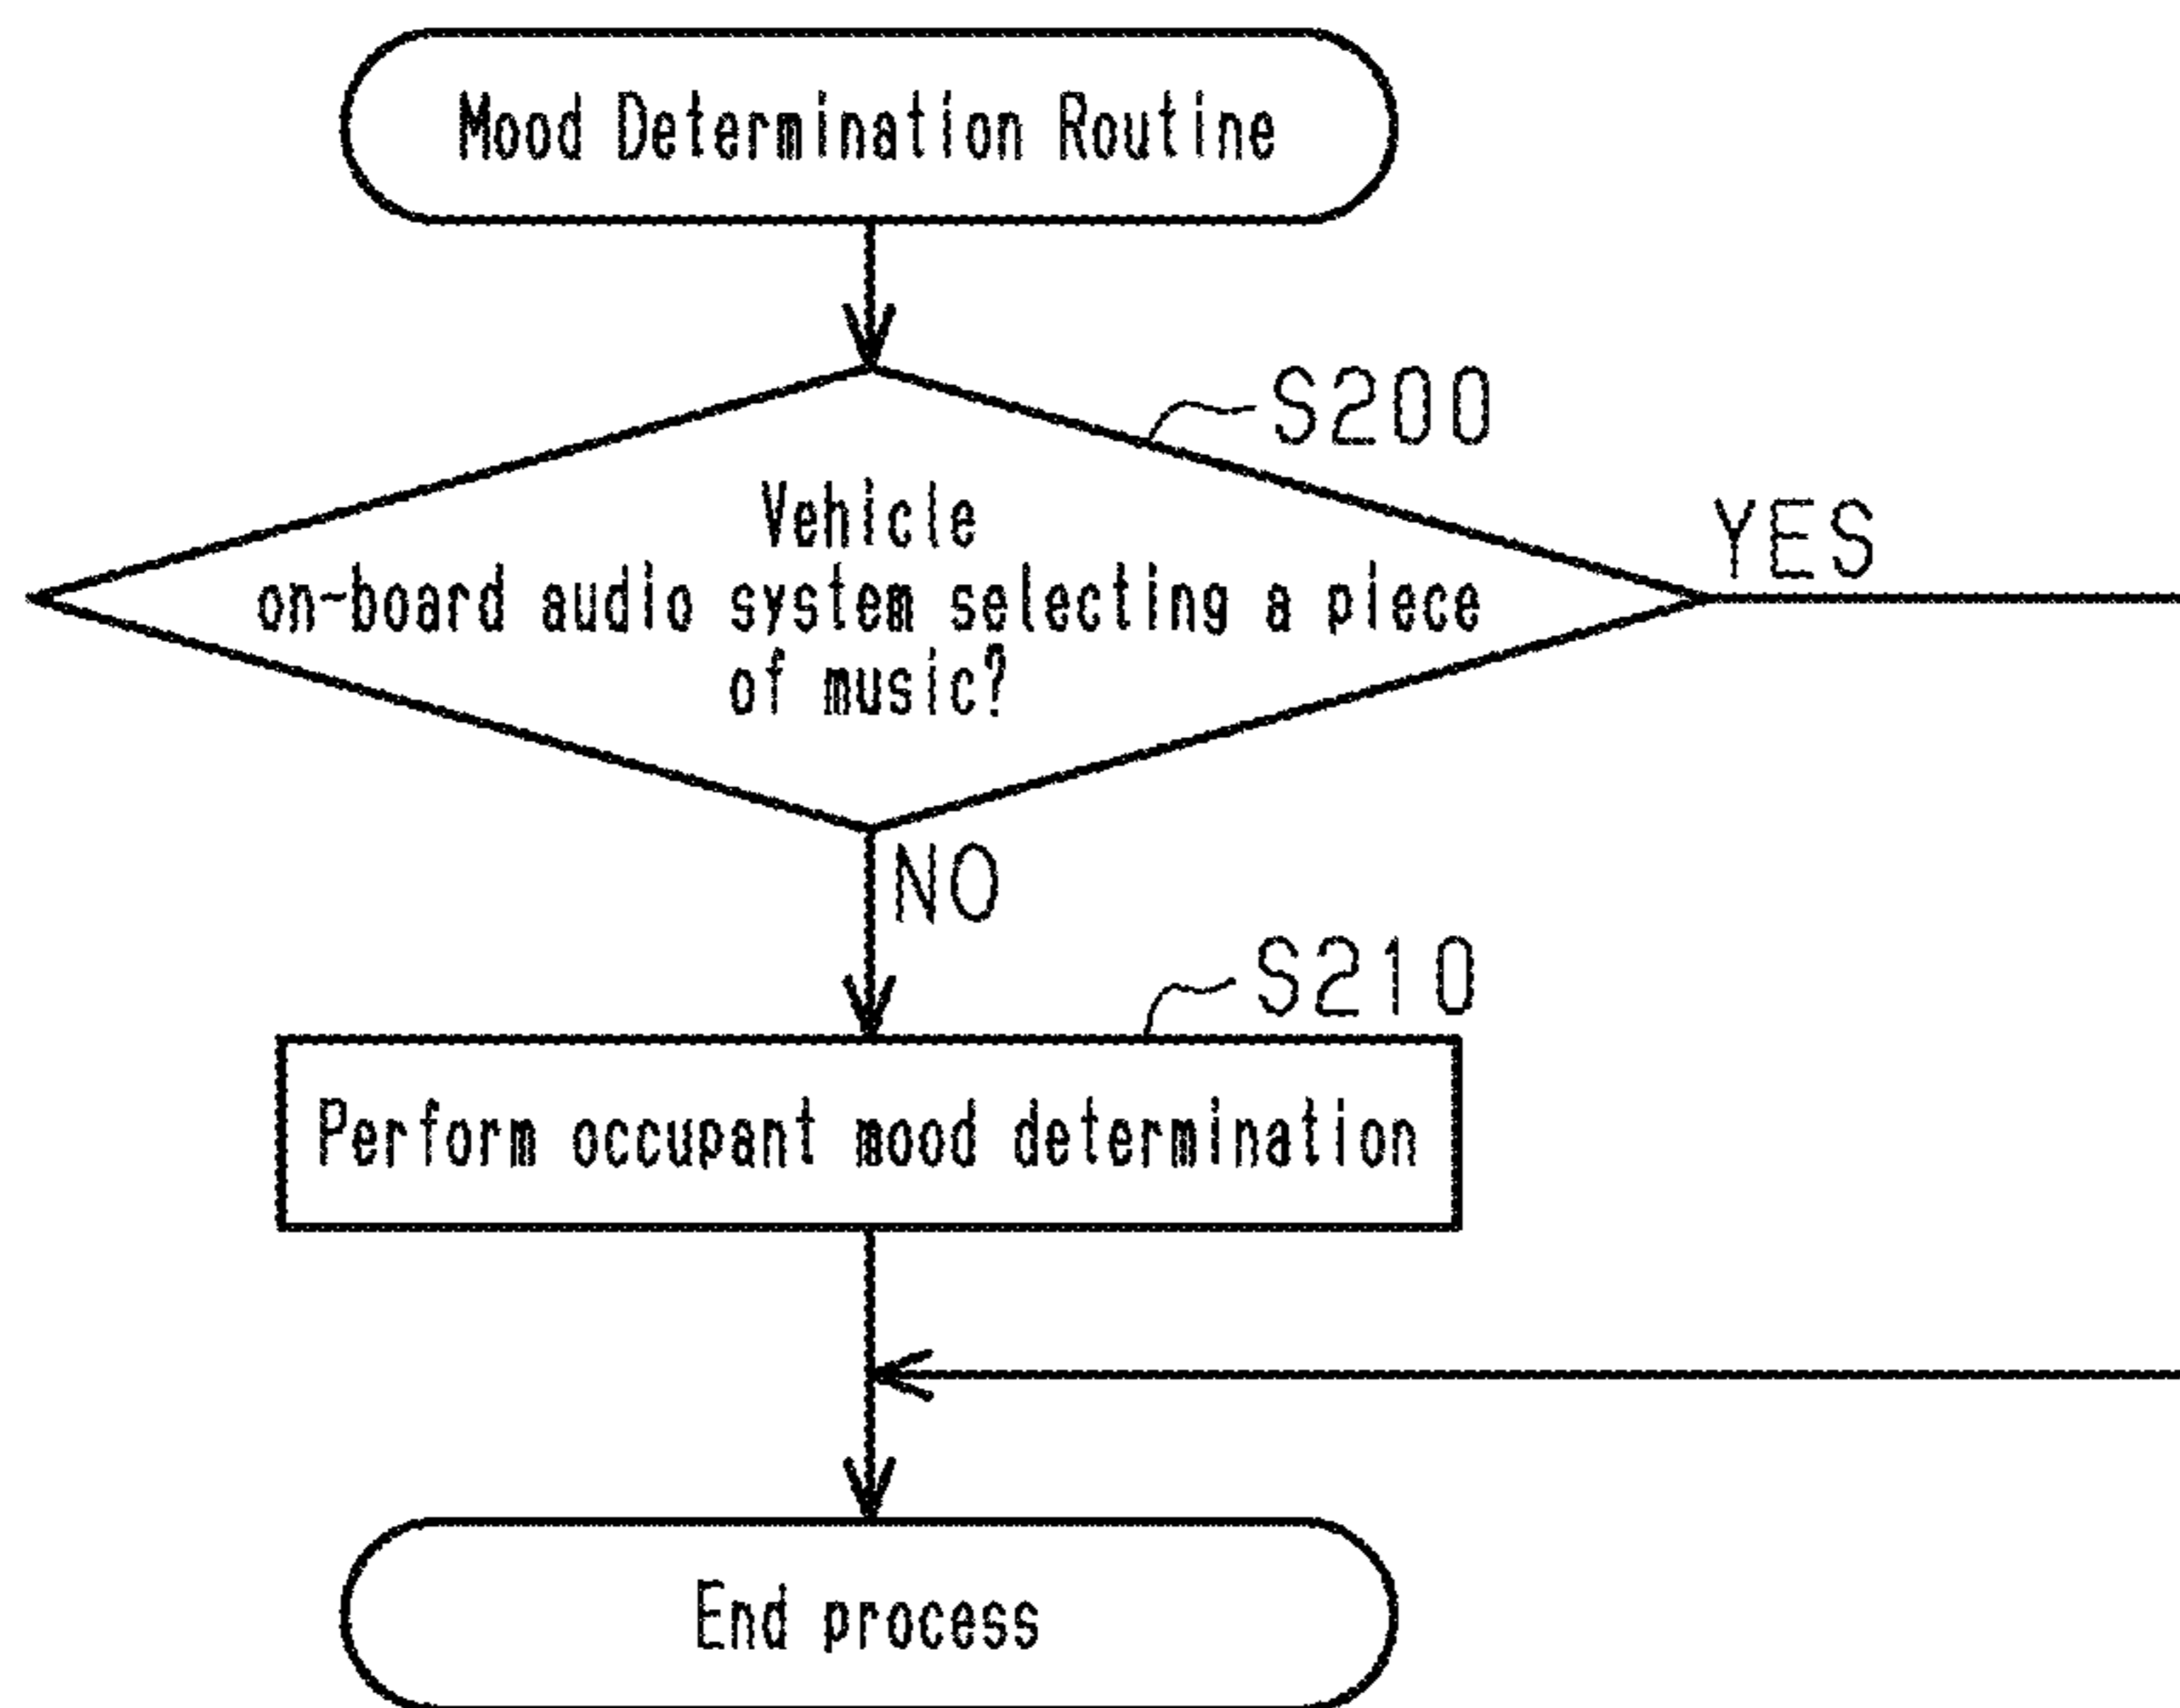 Mood Determination Routine
S200
Vehicle
on-board audio system selecting a piece
of music?
YES
NO
S210
Perform occupant mood determination
End process